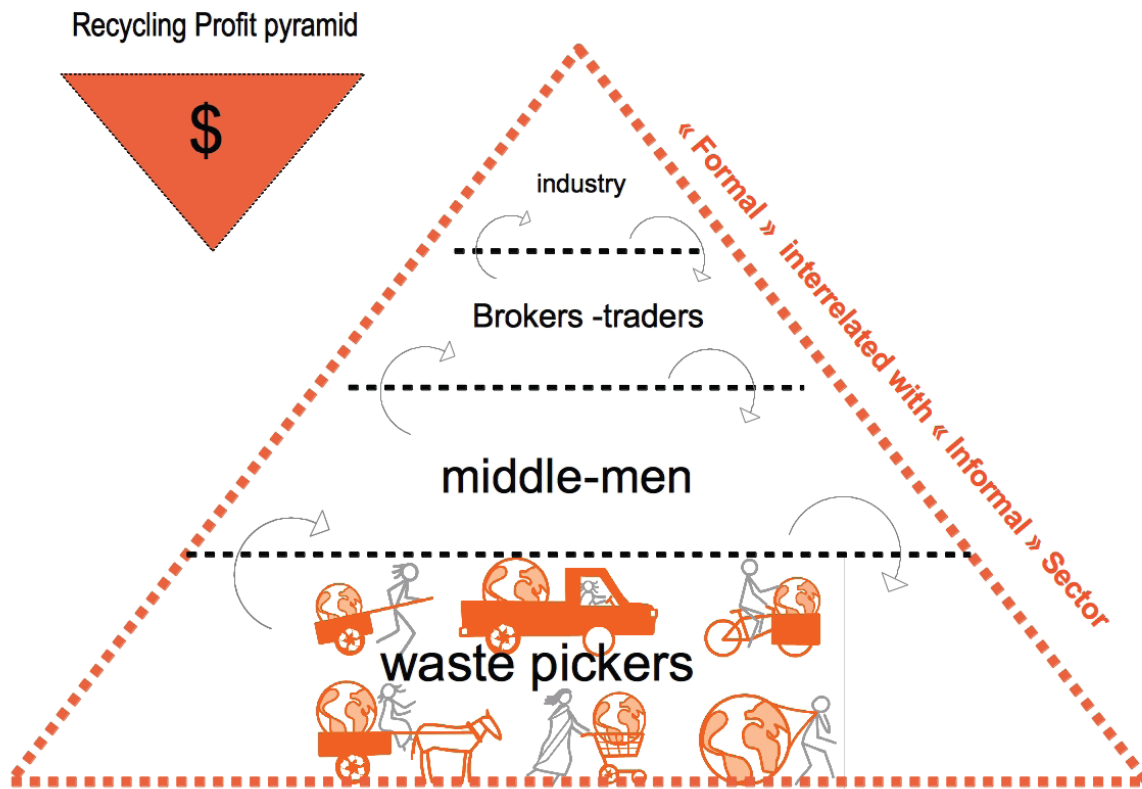 Recycling Profit pyramid
$
industry
Brokers -traders
middle-men
waste pickers
« Formal » interrelated with « Informal » Sector